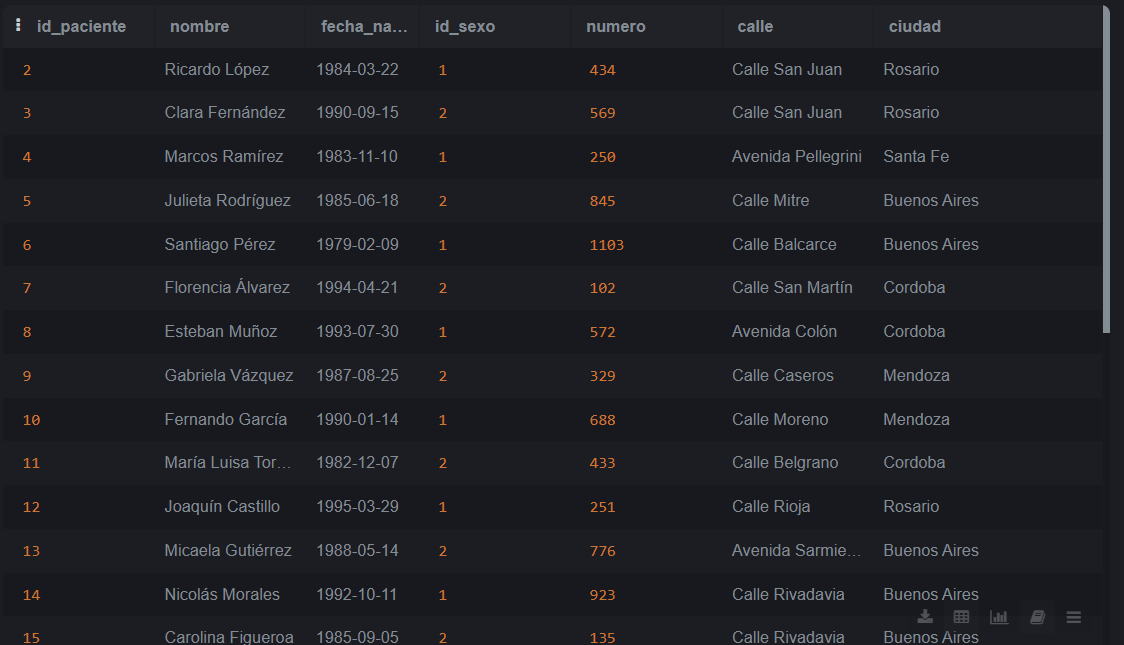 id_paciente nombre fecha_na... id_sexo numero calle ciudad
2 Ricardo López 1984-03-22 1 434 Calle San Juan Rosario
3 Clara Fernández 1990-09-15 2 569 Calle San Juan Rosario
4 Marcos Ramírez 1983-11-10 1 250 Avenida Pellegrini Santa Fe
5 Julieta Rodríguez 1985-06-18 2 845 Calle Mitre Buenos Aires
6 Santiago Pérez 1979-02-09 1 1103 Calle Balcarce Buenos Aires
7 Florencia Álvarez 1994-04-21 2 102 Calle San Martín Cordoba
8 Esteban Muñoz 1993-07-30 1 572 Avenida Colón Cordoba
9 Gabriela Vázquez 1987-08-25 2 329 Calle Caseros Mendoza
10 Fernando García 1990-01-14 1 688 Calle Moreno Mendoza
11 María Luisa Tor... 1982-12-07 2 433 Calle Belgrano Cordoba
12 Joaquín Castillo 1995-03-29 1 251 Calle Rioja Rosario
13 Micaela Gutiérrez 1988-05-14 2 776 Avenida Sarmie... Buenos Aires
14 Nicolás Morales 1992-10-11 1 923 Calle Rivadavia Buenos Aires
15 Carolina Figueroa 1985-09-05 2 135 Calle Rivadavia Buenos Aires